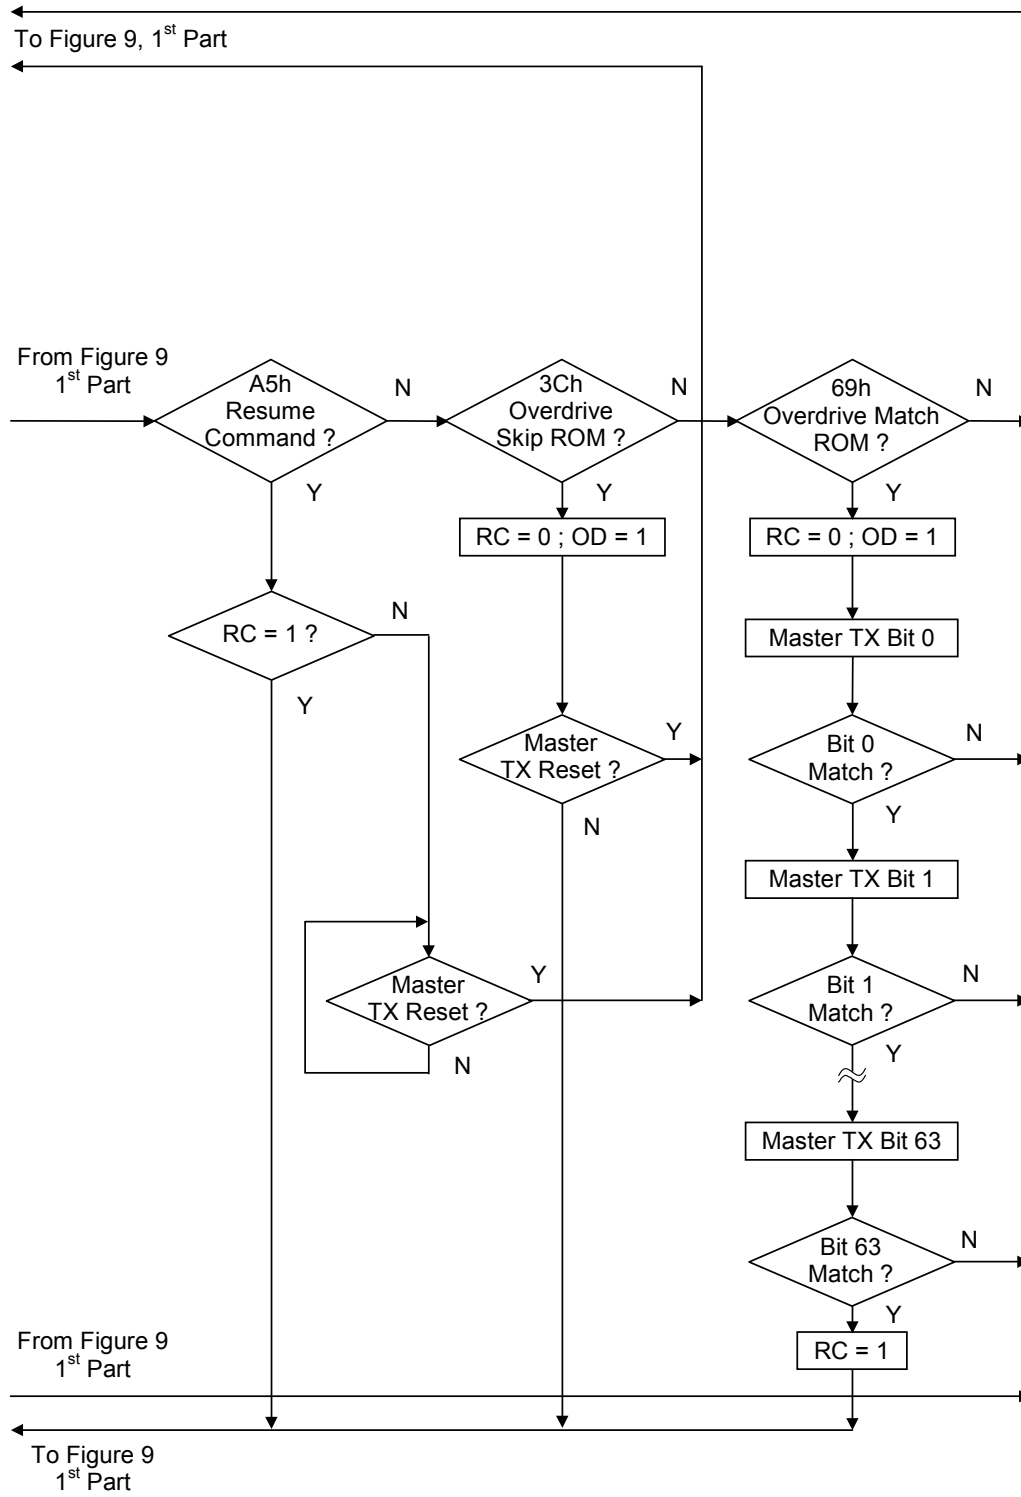 To Figure 9, 1st Part
From Figure 9
1st Part
A5h
Resume
Command ?
N
Y
3Ch
Overdrive
Skip ROM ?
N
Y
69h
Overdrive Match
ROM ?
N
Y
RC = 0 ; OD = 1
RC = 0 ; OD = 1
RC = 1 ?
N
Y
Master TX Bit 0
Master
TX Reset ?
Y
N
Bit 0
Match ?
N
Y
Master TX Bit 1
Master
TX Reset ?
Y
N
Bit 1
Match ?
N
Y
Master TX Bit 63
Bit 63
Match ?
N
Y
RC = 1
From Figure 9
1st Part
To Figure 9
1st Part